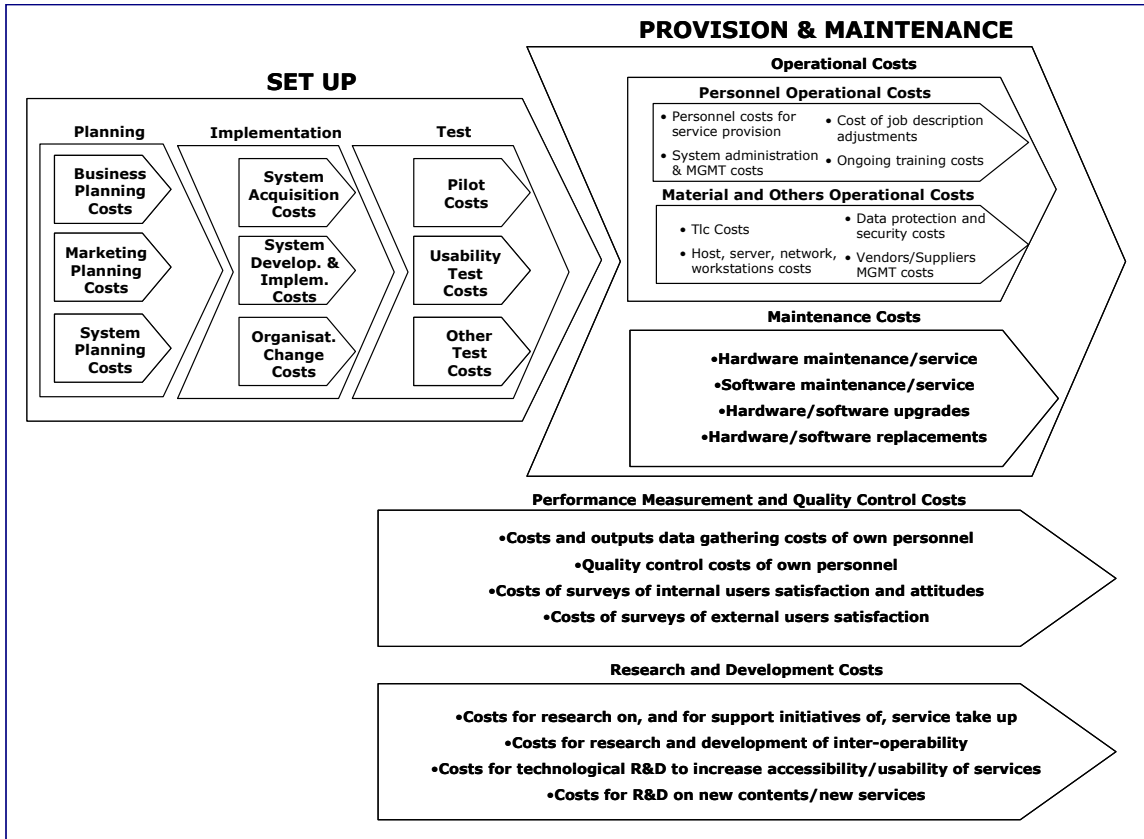 PROVISION & MAINTENANCE
SET UP
Planning
Business
Planning
Costs
Marketing
Planning
Costs
System
Planning
Costs
Implementation
System
Acquisition
Costs
System
Develop. &
Implem.
Costs
Organisat.
Change
Costs
Test
Pilot
Costs
Usability
Test
Costs
Other
Test
Costs
Operational Costs
Personnel Operational Costs
• Personnel costs for
service provision
• System administration
& MGMT costs
• Cost of job description
adjustments
• Ongoing training costs
Material and Others Operational Costs
• Tlc Costs
• Host, server, network,
workstations costs
• Data protection and
security costs
• Vendors/Suppliers
MGMT costs
Maintenance Costs
•Hardware maintenance/service
•Software maintenance/service
•Hardware/software upgrades
•Hardware/software replacements
Performance Measurement and Quality Control Costs
•Costs and outputs data gathering costs of own personnel
•Quality control costs of own personnel
•Costs of surveys of internal users satisfaction and attitudes
•Costs of surveys of external users satisfaction
Research and Development Costs
•Costs for research on, and for support initiatives of, service take up
•Costs for research and development of inter-operability
•Costs for technological R&D to increase accessibility/usability of services
•Costs for R&D on new contents/new services